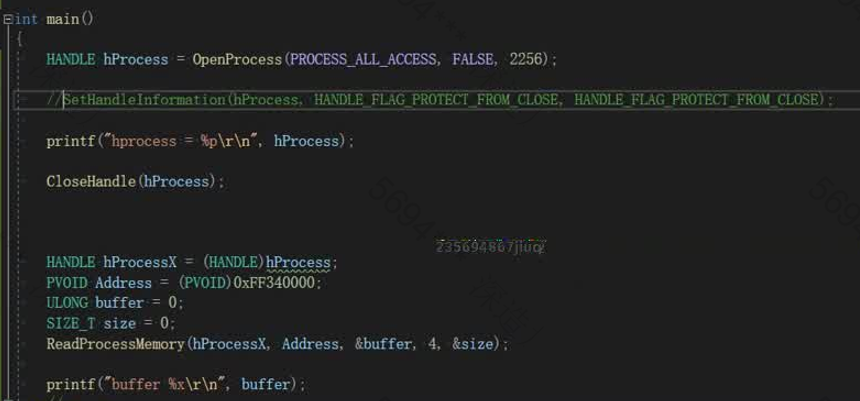 int main()
{
HANDLE hProcess = OpenProcess(PROCESS_ALL_ACCESS, FALSE, 2256);
//SetHandleInformation(hProcess, HANDLE_FLAG_PROTECT_FROM_CLOSE, HANDLE_FLAG_PROTECT_FROM_CLOSE);
printf("hprocess = %p\r\n", hProcess);
CloseHandle(hProcess);
HANDLE hProcessX = (HANDLE)hProcess;
PVOID Address = (PVOID)0xFF340000;
ULONG buffer = 0;
SIZE_T size = 0;
ReadProcessMemory(hProcessX, Address, &buffer, 4, &size);
printf("buffer %x\r\n", buffer);
//